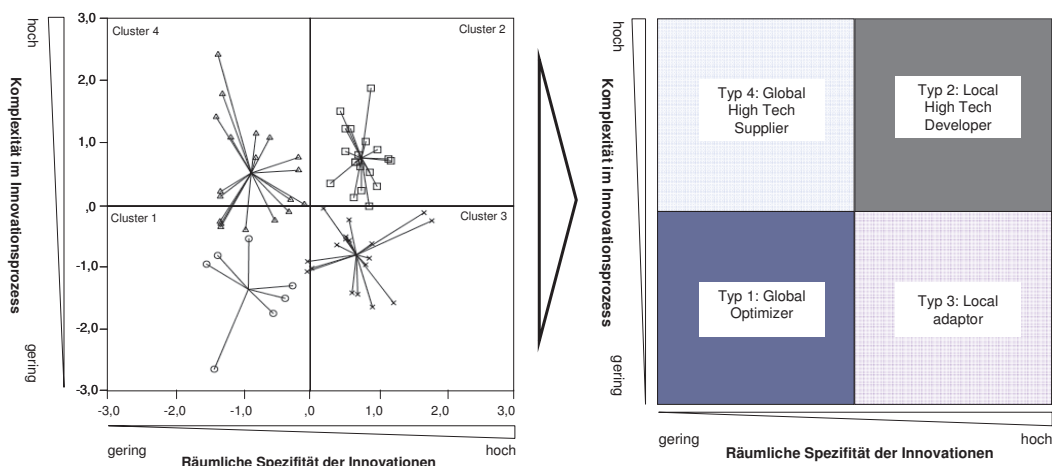 Komplexität im Innovationsprozess
hoch
gering
3,0
2,0
1,0
,0
-1,0
-2,0
-3,0
Cluster 4
Cluster 2
Cluster 1
Cluster 3
-3,0
-2,0
-1,0
,0
1,0
2,0
3,0
gering
hoch
Räumliche Spezifität der Innovationen
Komplexität im Innovationsprozess
hoch
gering
Typ 4: Global
High Tech
Supplier
Typ 2: Local
High Tech
Developer
Typ 1: Global
Optimizer
Typ 3: Local
adaptor
gering
hoch
Räumliche Spezifität der Innovationen